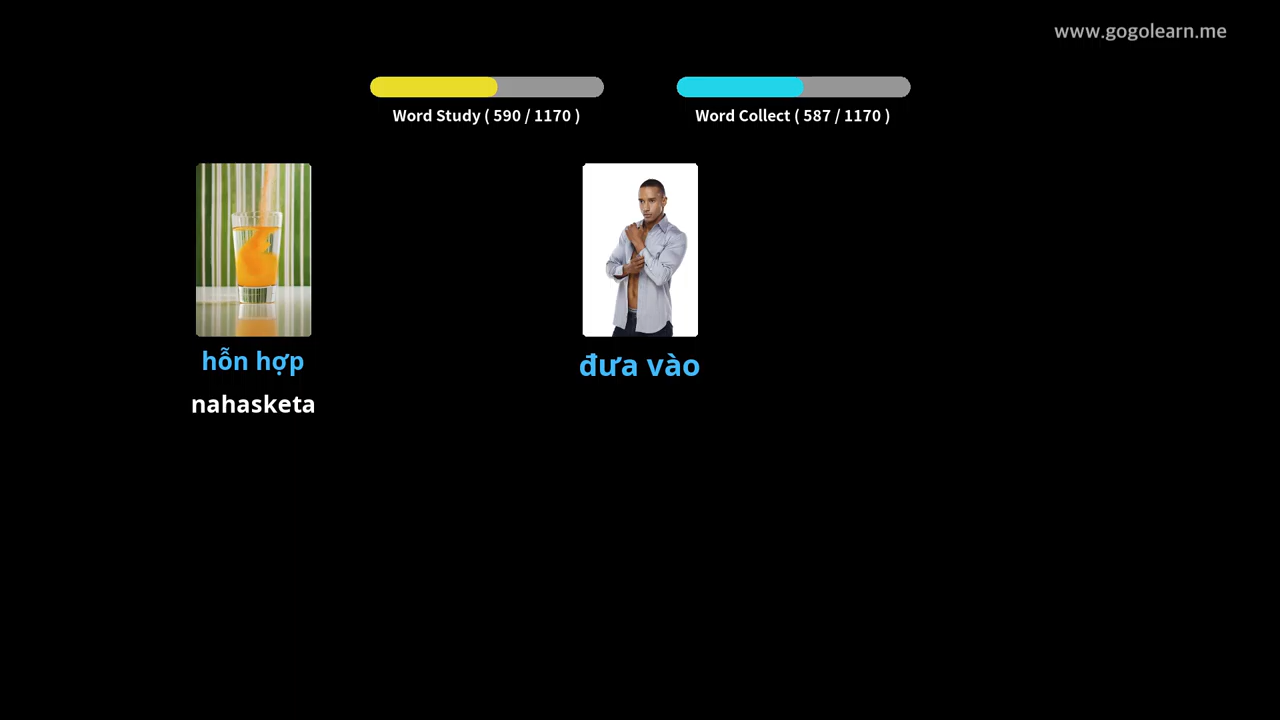 www.gogolearn.me
Word Study ( 590 / 1170 )
Word Collect ( 587 / 1170 )
hỗn hợp
nahasketa
đưa vào